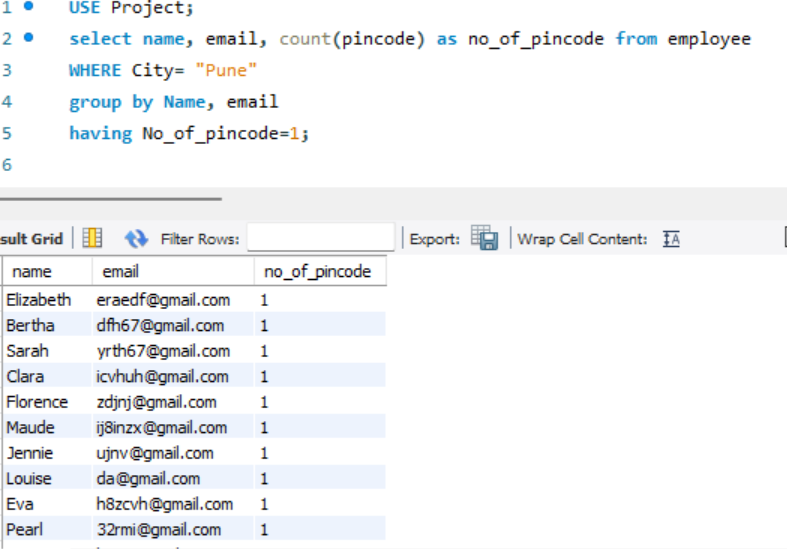 1 USE Project;
2 select name, email, count(pincode) as no_of_pincode from employee
3 WHERE City= "Pune"
4 group by Name, email
5 having No_of_pincode=1;
6
sult Grid Filter Rows: Export: Wrap Cell Content:
name email no_of_pincode
Elizabeth eraedf@gmail.com 1
Bertha dfh67@gmail.com 1
Sarah yrth67@gmail.com 1
Clara icvhuh@gmail.com 1
Florence zdjnj@gmail.com 1
Maude ij8inzx@gmail.com 1
Jennie ujnv@gmail.com 1
Louise da@gmail.com 1
Eva h8zcvh@gmail.com 1
Pearl 32rmi@gmail.com 1